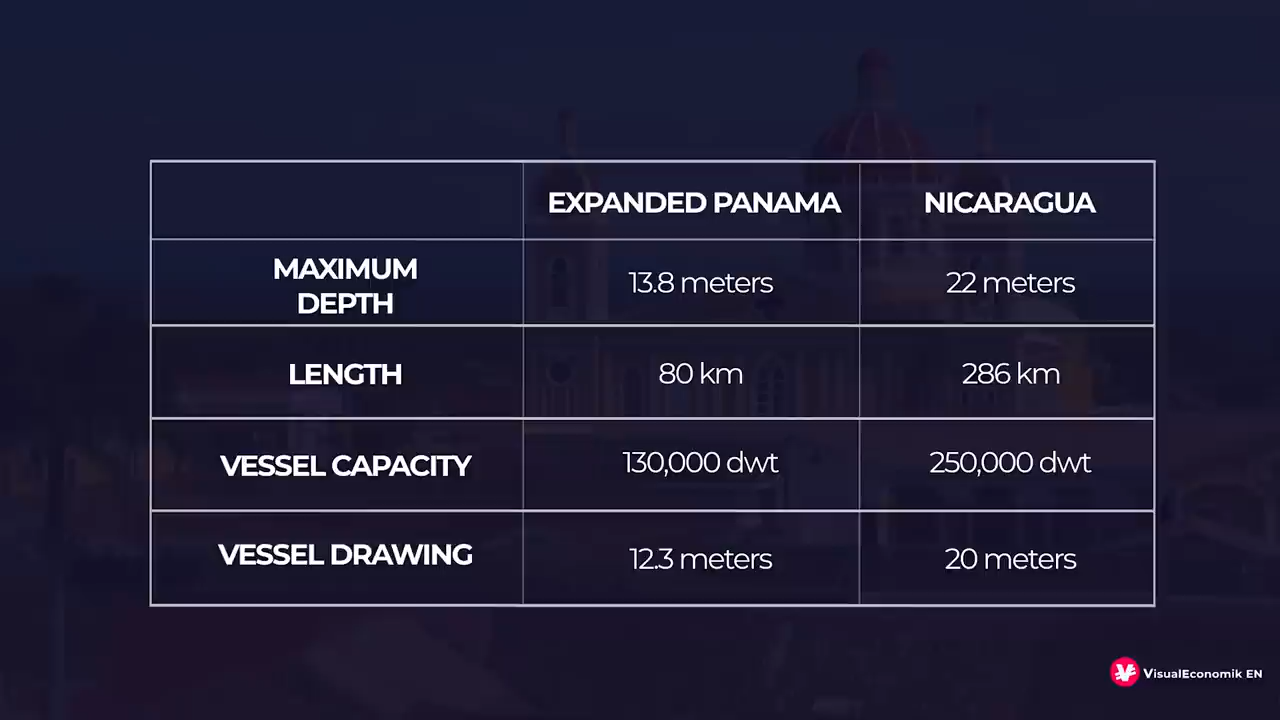 EXPANDED PANAMA NICARAGUA
MAXIMUM
DEPTH
13.8 meters 22 meters
LENGTH 80 km 286 km
VESSEL CAPACITY 130,000 dwt 250,000 dwt
VESSEL DRAWING 12.3 meters 20 meters
VisualEconomik EN